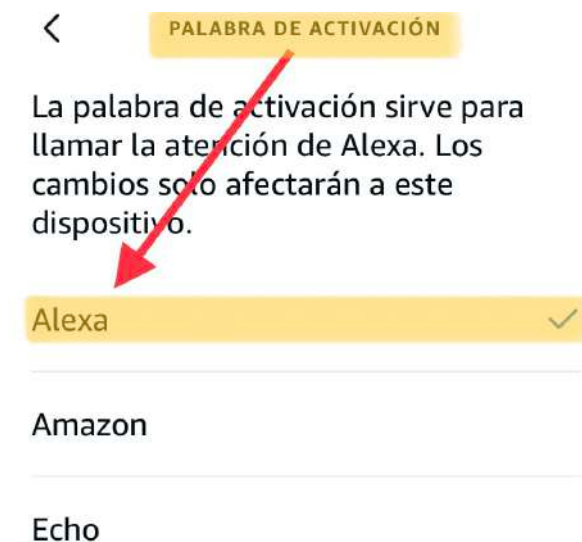 PALABRA DE ACTIVACIÓN
La palabra de activación sirve para
llamar la atención de Alexa. Los
cambios solo afectarán a este
dispositivo.
Alexa
Amazon
Echo